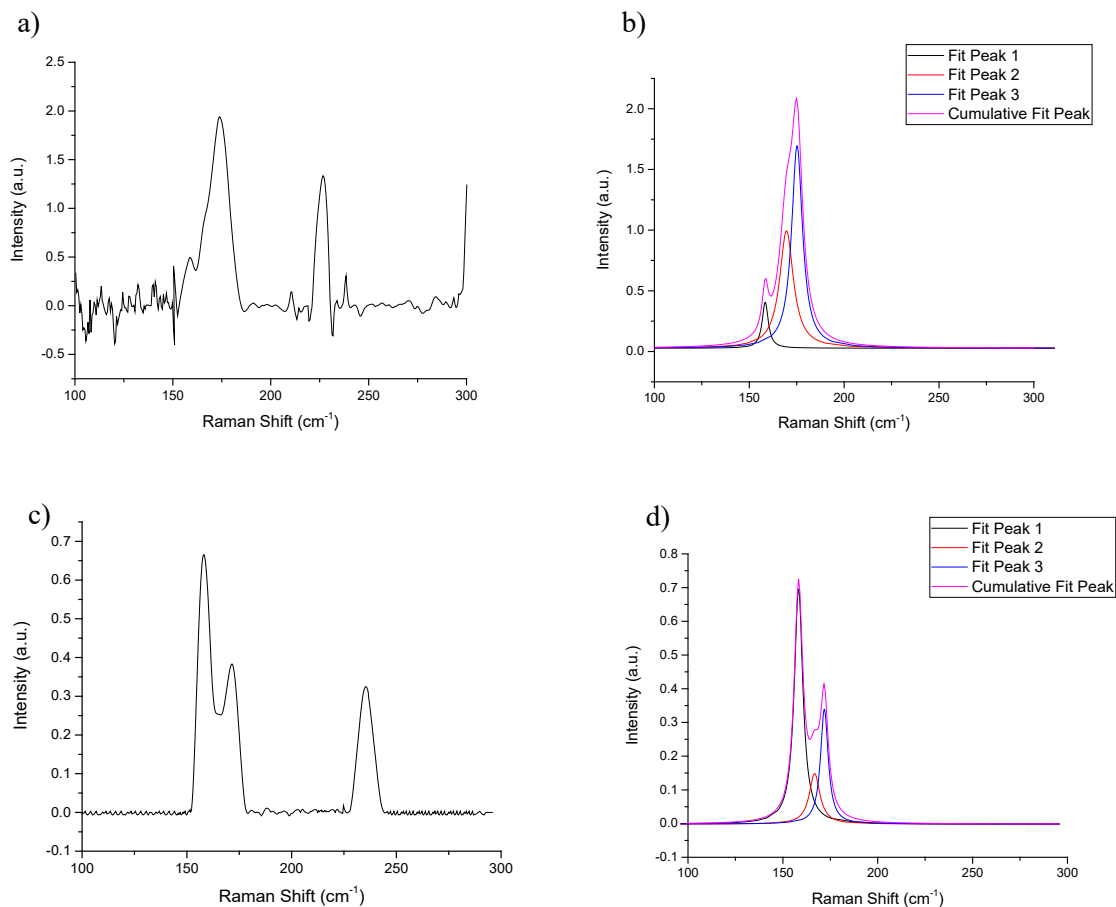 a)
2.5
2.0
1.5
1.0
0.5
0.0
-0.5
100
150
200
250
300
Intensity (a.u.)
Raman Shift (cm⁻¹)
b)
Fit Peak 1
Fit Peak 2
Fit Peak 3
Cumulative Fit Peak
2.0
1.5
1.0
0.5
0.0
100
150
200
250
300
Intensity (a.u.)
Raman Shift (cm⁻¹)
c)
0.7
0.6
0.5
0.4
0.3
0.2
0.1
0.0
-0.1
100
150
200
250
300
Intensity (a.u.)
Raman Shift (cm⁻¹)
d)
Fit Peak 1
Fit Peak 2
Fit Peak 3
Cumulative Fit Peak
0.8
0.7
0.6
0.5
0.4
0.3
0.2
0.1
0.0
-0.1
100
150
200
250
300
Intensity (a.u.)
Raman Shift (cm⁻¹)